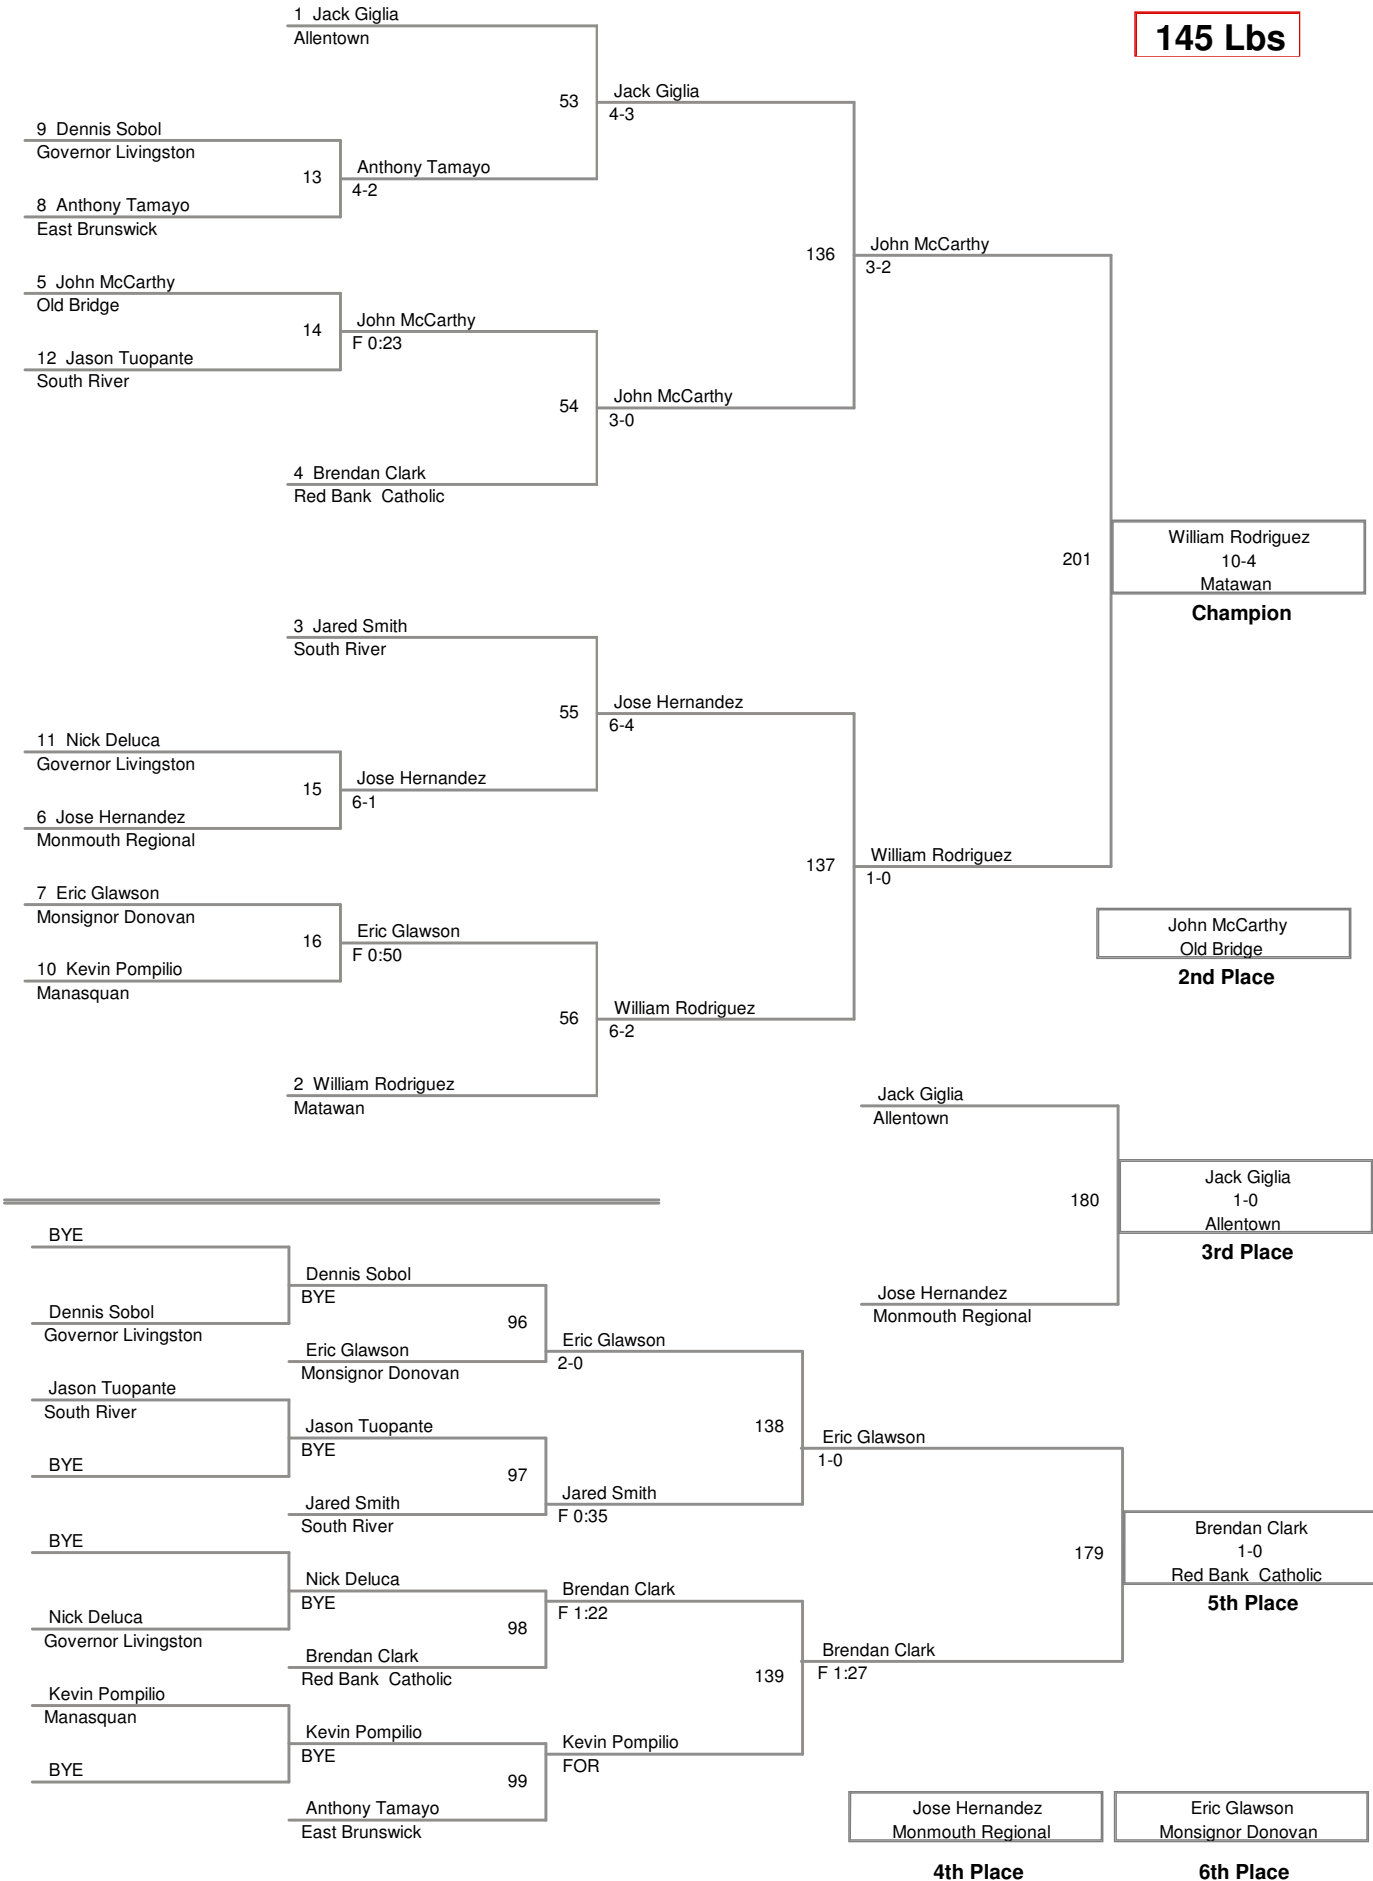 1 Jack Giglia
Allentown
145 Lbs
53
Jack Giglia
4-3
9 Dennis Sobol
Governor Livingston
13
Anthony Tamayo
4-2
8 Anthony Tamayo
East Brunswick
136
John McCarthy
3-2
5 John McCarthy
Old Bridge
14
John McCarthy
F 0:23
12 Jason Tuopante
South River
54
John McCarthy
3-0
4 Brendan Clark
Red Bank Catholic
201
William Rodriguez
10-4
Matawan
Champion
3 Jared Smith
South River
55
Jose Hernandez
6-4
11 Nick Deluca
Governor Livingston
15
Jose Hernandez
6-1
6 Jose Hernandez
Monmouth Regional
137
William Rodriguez
1-0
7 Eric Glawson
Monsignor Donovan
16
Eric Glawson
F 0:50
10 Kevin Pompilio
Manasquan
John McCarthy
Old Bridge
2nd Place
56
William Rodriguez
6-2
2 William Rodriguez
Matawan
Jack Giglia
Allentown
180
Jack Giglia
1-0
Allentown
3rd Place
Jose Hernandez
Monmouth Regional
BYE
Dennis Sobol
BYE
Dennis Sobol
Governor Livingston
96
Eric Glawson
2-0
Eric Glawson
Monsignor Donovan
Jason Tuopante
South River
Jason Tuopante
BYE
138
Eric Glawson
1-0
BYE
97
Jared Smith
F 0:35
Jared Smith
South River
BYE
Nick Deluca
BYE
Brendan Clark
F 1:22
179
Brendan Clark
1-0
Red Bank Catholic
5th Place
Nick Deluca
Governor Livingston
98
Brendan Clark
Red Bank Catholic
139
Brendan Clark
F 1:27
Kevin Pompilio
Manasquan
Kevin Pompilio
BYE
Kevin Pompilio
FOR
BYE
99
Anthony Tamayo
East Brunswick
Jose Hernandez
Monmouth Regional
4th Place
Eric Glawson
Monsignor Donovan
6th Place